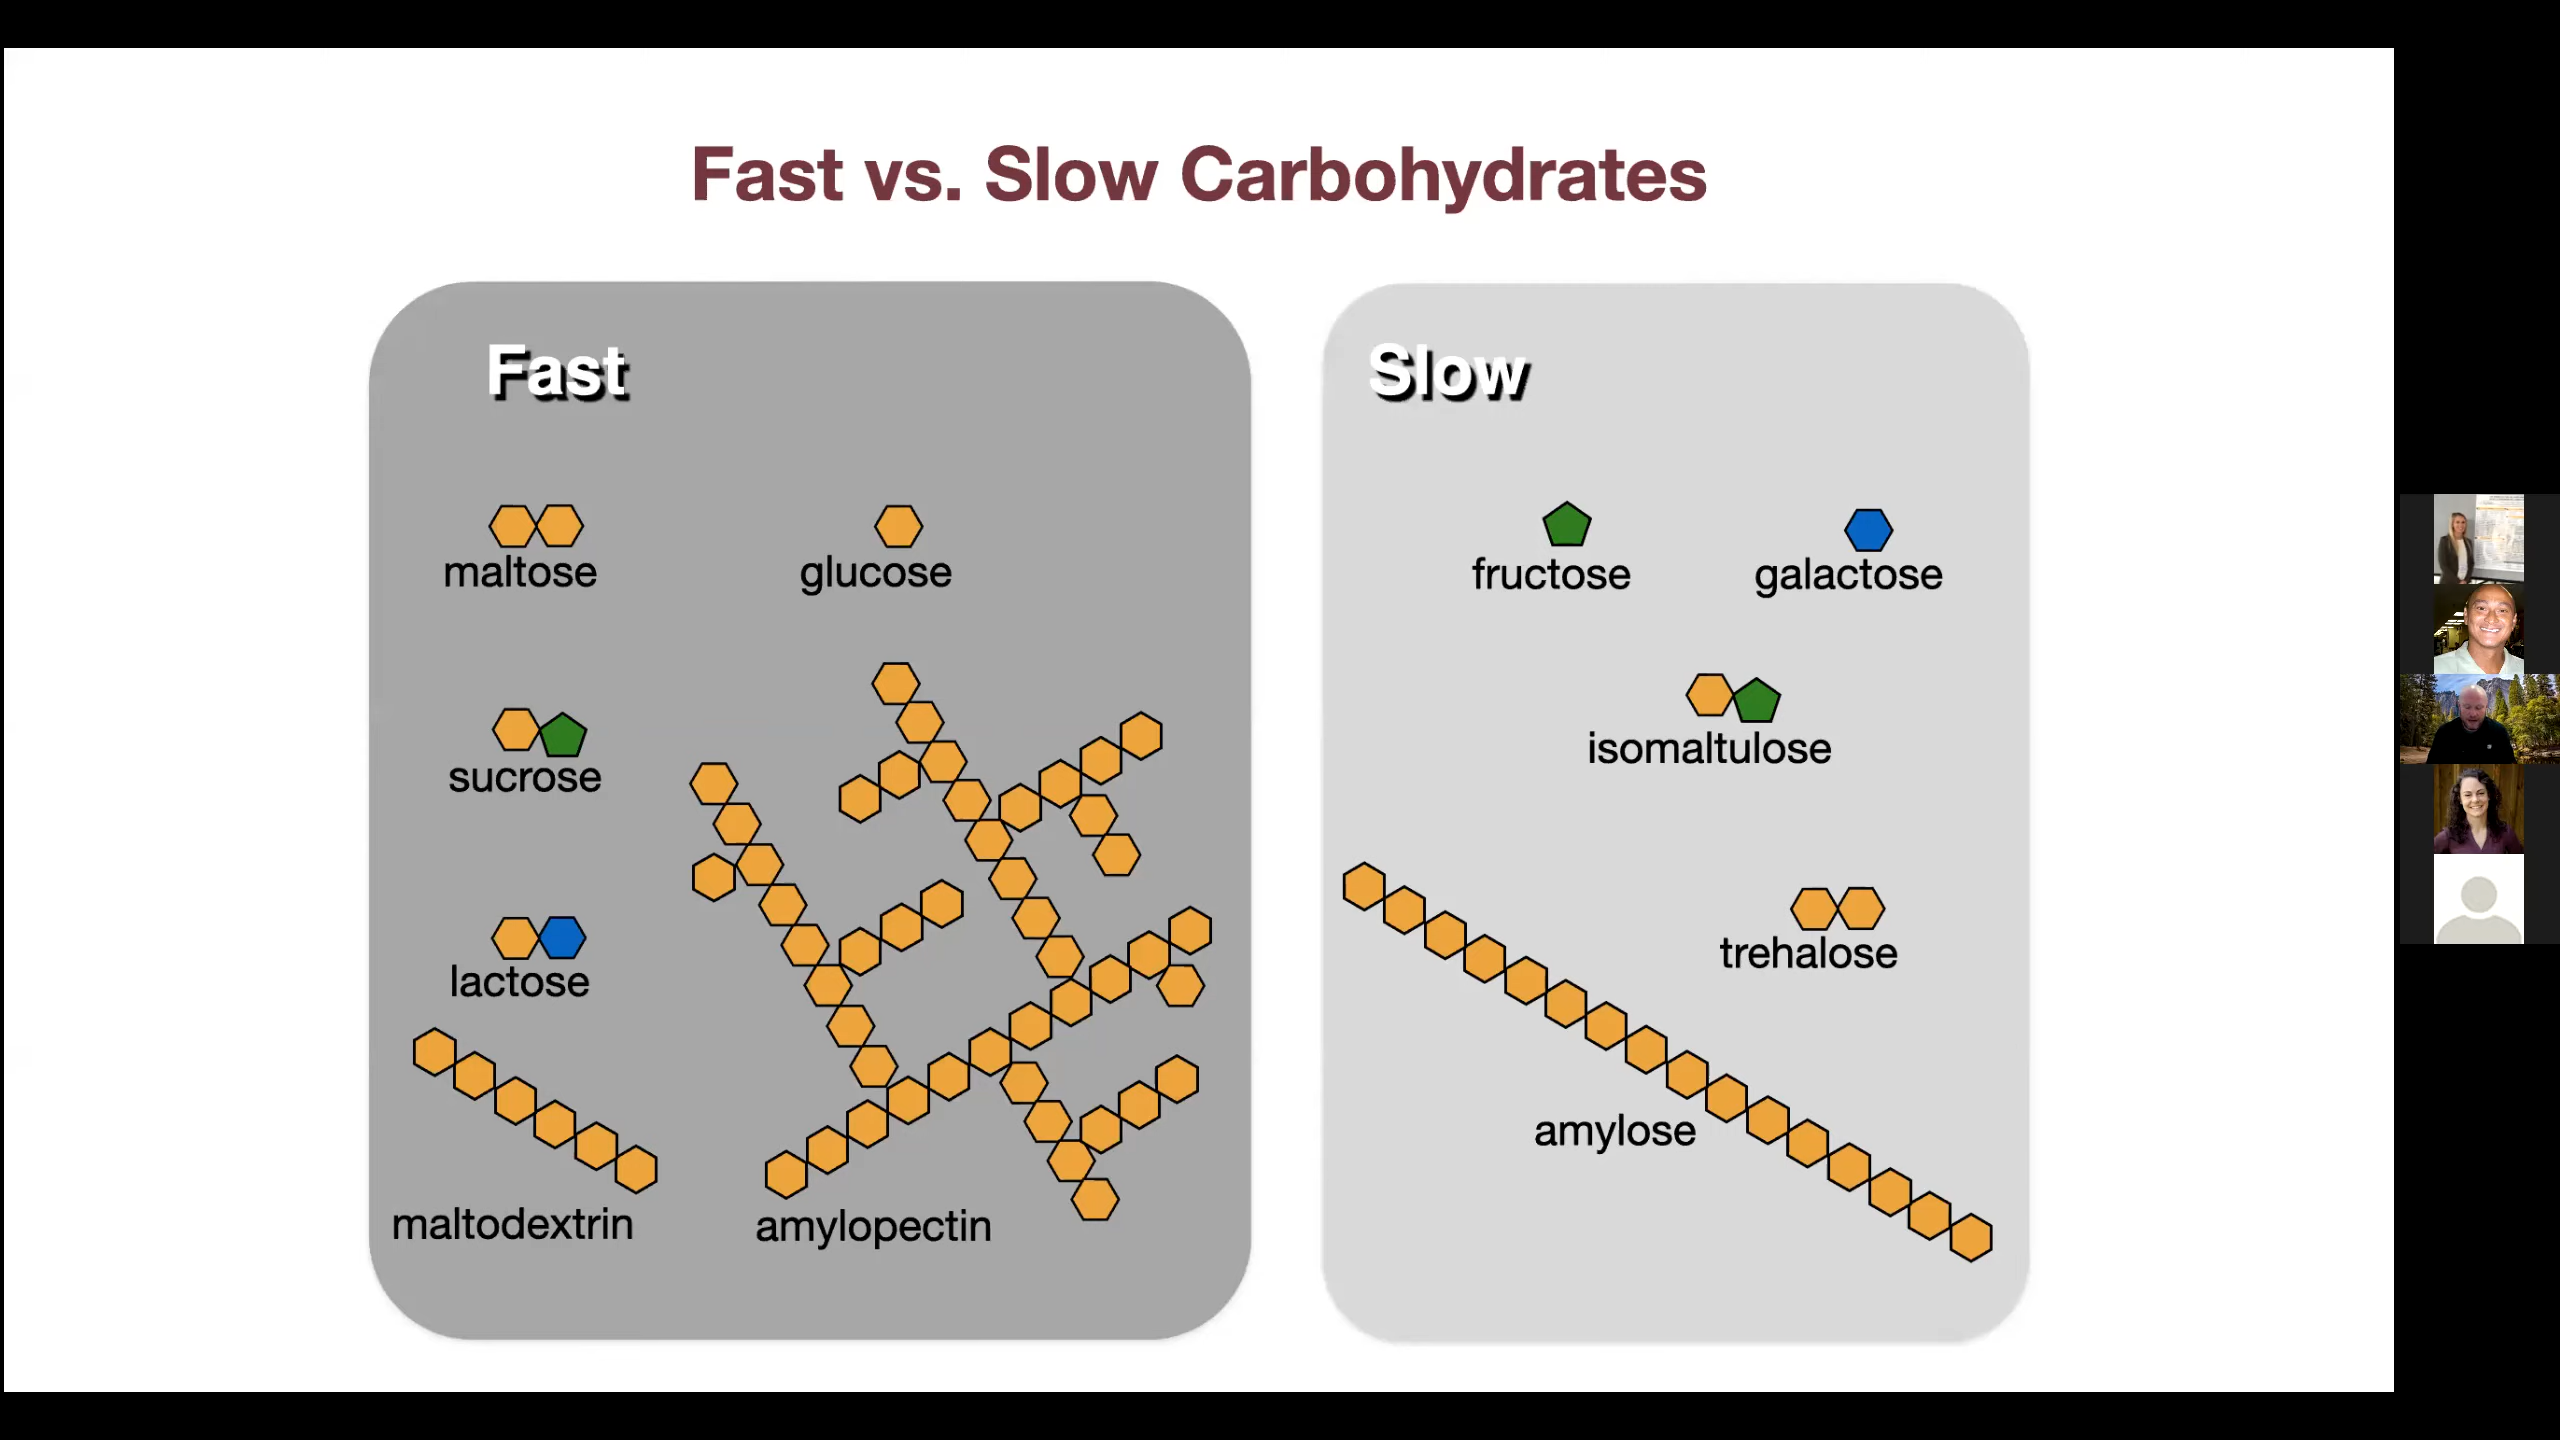 Fast vs. Slow Carbohydrates
Fast
maltose
glucose
sucrose
lactose
maltodextrin
amylopectin
Slow
fructose
galactose
isomaltulose
trehalose
amylose